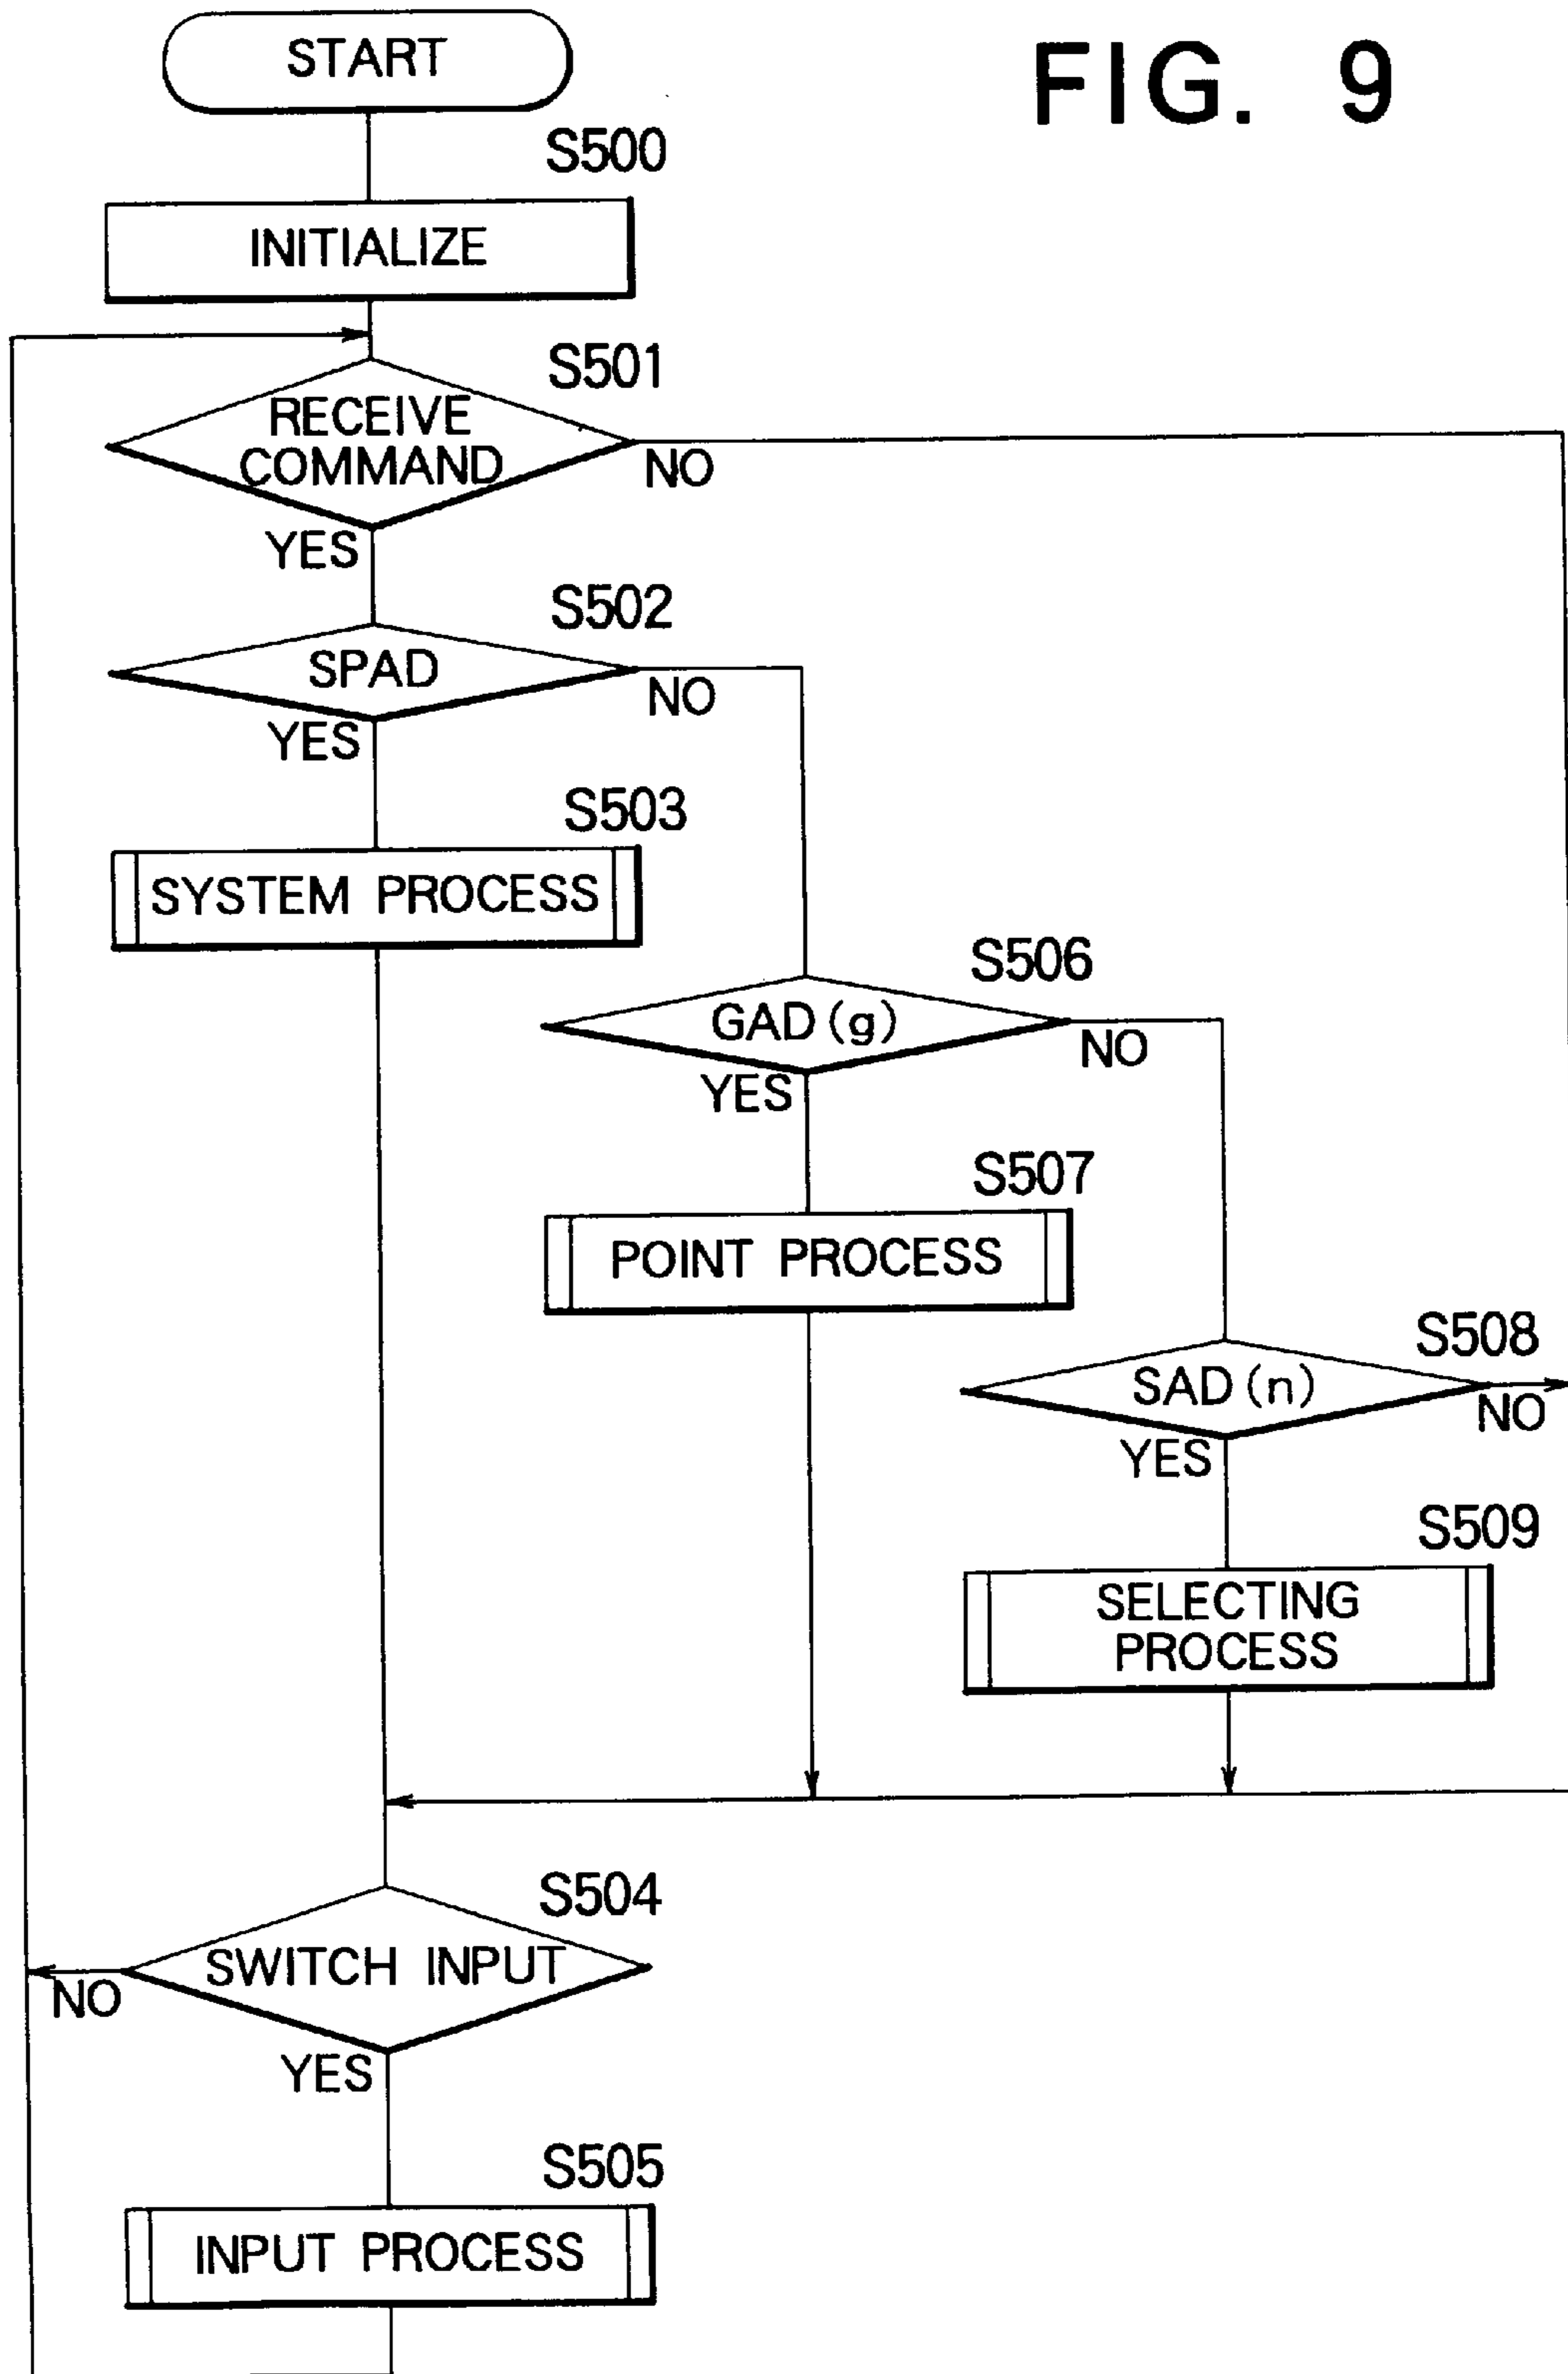 START
FIG. 9
S500
INITIALIZE
S501
RECEIVE
COMMAND
NO
YES
S502
SPAD
NO
YES
S503
SYSTEM PROCESS
S506
GAD (g)
NO
YES
S507
POINT PROCESS
S508
SAD (n)
NO
YES
S509
SELECTING
PROCESS
S504
SWITCH INPUT
NO
YES
S505
INPUT PROCESS